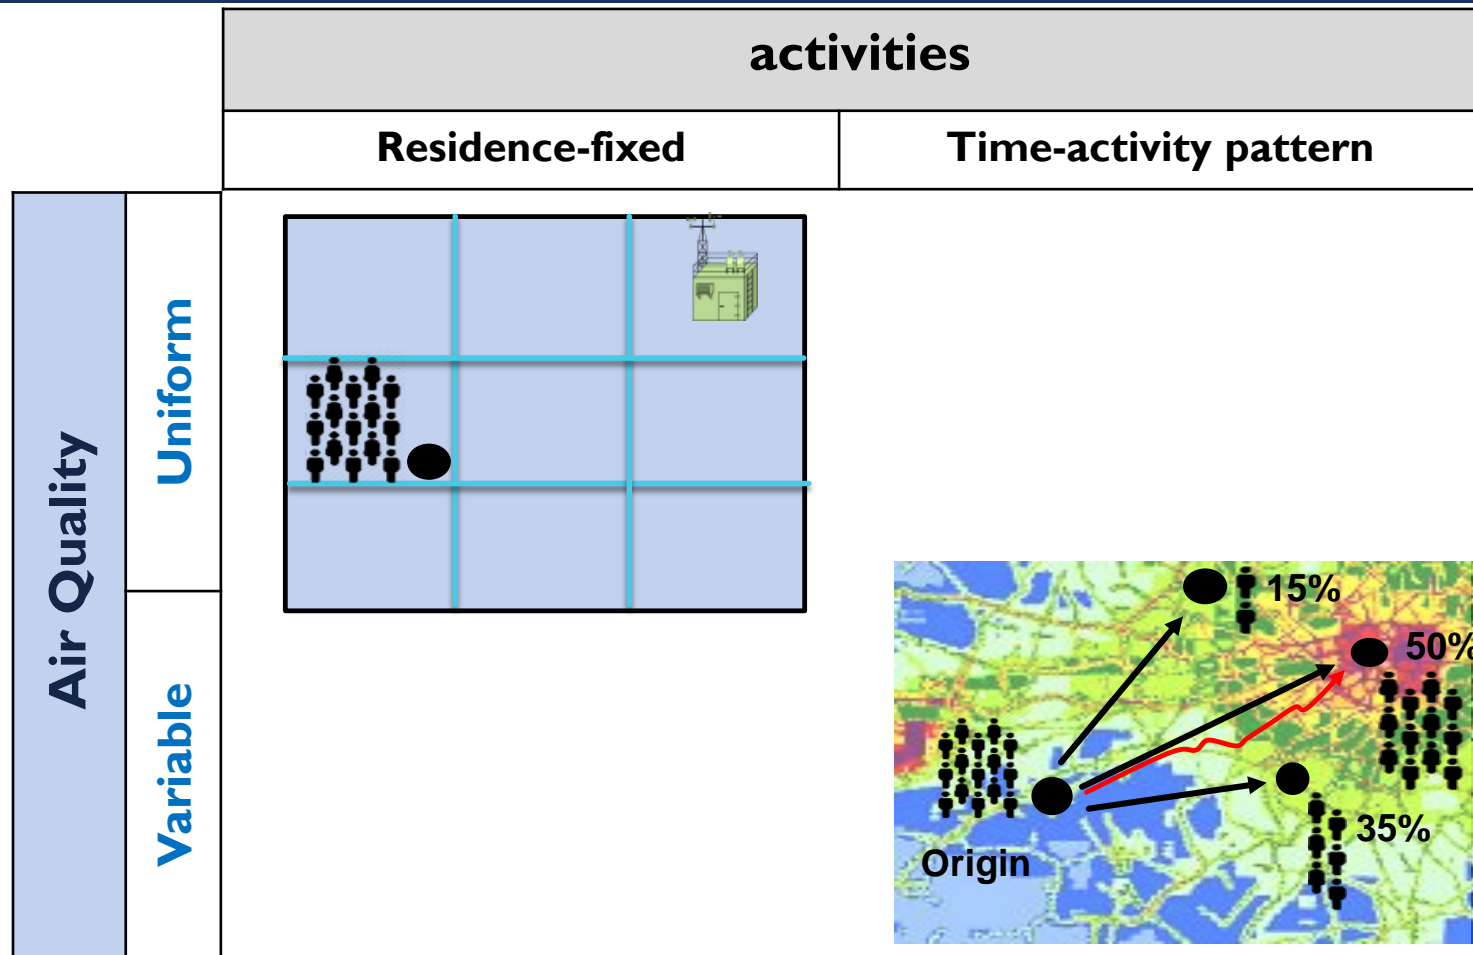 activities
Residence-fixed
Time-activity pattern
Air Quality
Uniform
Variable
15%
50%
35%
Origin